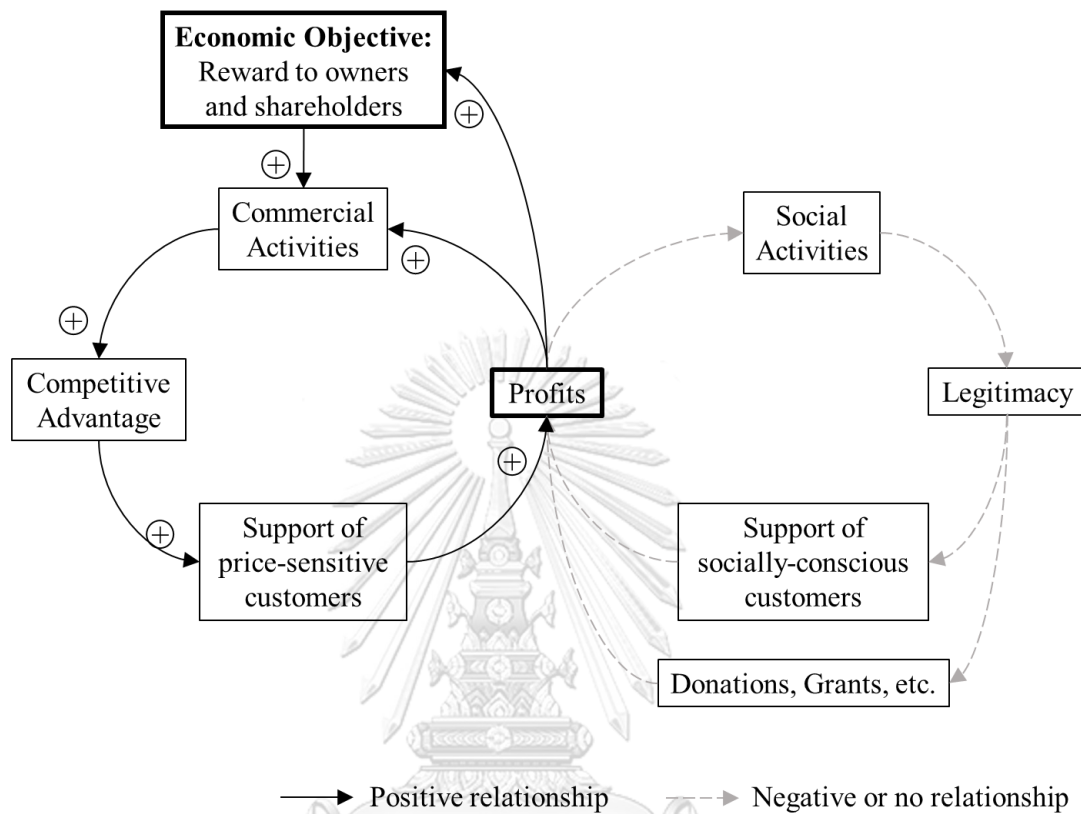 Economic Objective:
Reward to owners
and shareholders
+
+
Commercial
Activities
+
Social
Activities
+
Competitive
Advantage
Profits
Legitimacy
+
+
Support of
price-sensitive
customers
Support of
socially-conscious
customers
Donations, Grants, etc.
Positive relationship
Negative or no relationship